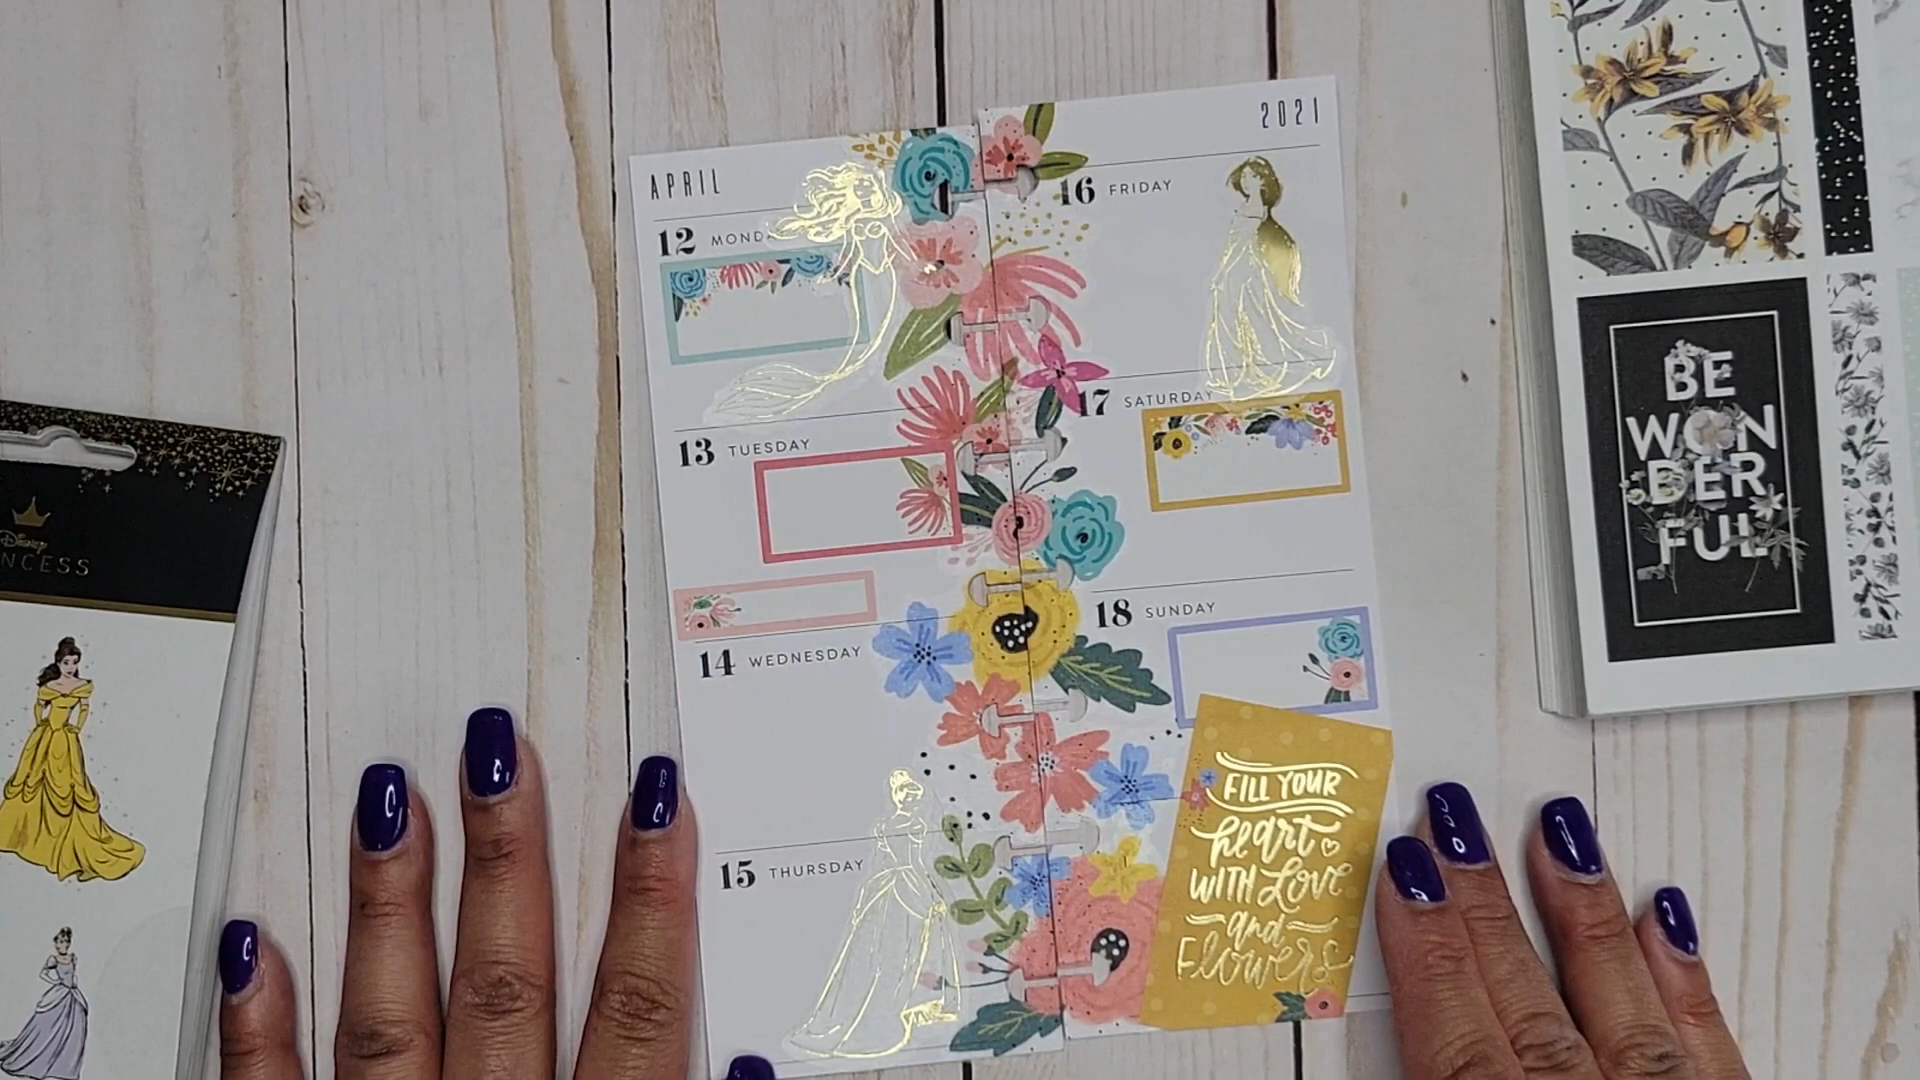 APRIL
2021
12 MONDA
13 TUESDAY
14 WEDNESDAY
15 THURSDAY
16 FRIDAY
17 SATURDAY
18 SUNDAY
FILL YOUR
heart
WITH Love
and
FLOWERS
Disney
NCESS
BE
WON
DER
FUL